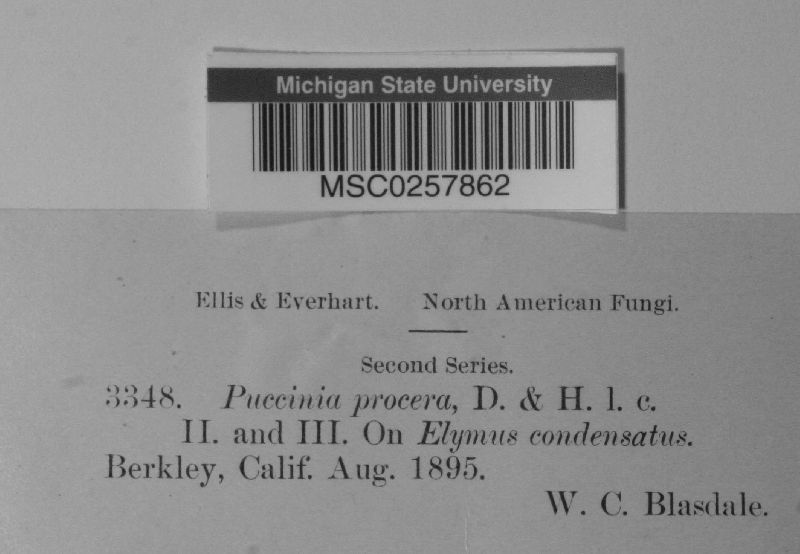 Michigan State University
MSC0257862
Ellis & Everhart. North American Fungi.
Second Series.
3348. Puccinia procera, D. & H. l. c.
II. and III. On Elymus condensatus.
Berkley, Calif. Aug. 1895.
W. C. Blasdale.